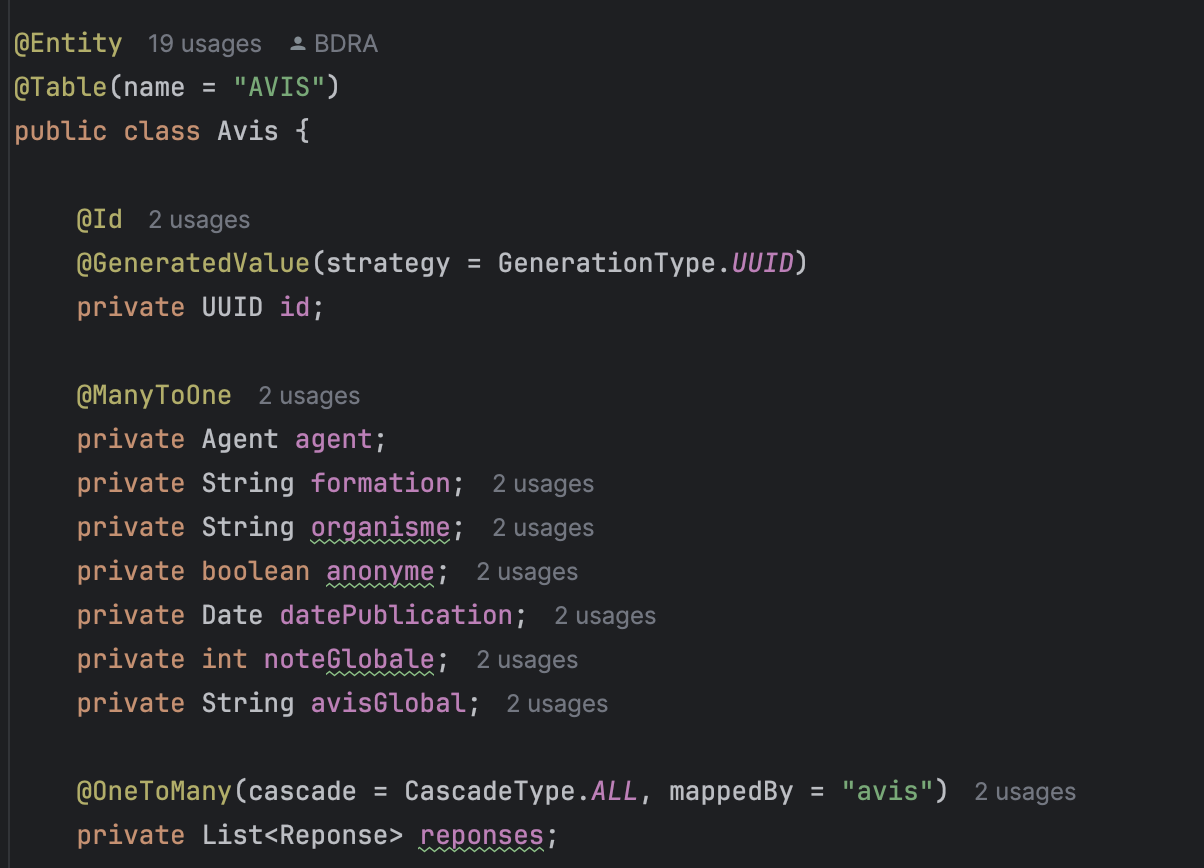 @Entity 19 usages BDRA
@Table(name = "AVIS")
public class Avis {
@Id 2 usages
@GeneratedValue(strategy = GenerationType.UUID)
private UUID id;
@ManyToOne 2 usages
private Agent agent;
private String formation; 2 usages
private String organisme; 2 usages
private boolean anonyme; 2 usages
private Date datePublication; 2 usages
private int noteGlobale; 2 usages
private String avisGlobal; 2 usages
@OneToMany(cascade = CascadeType.ALL, mappedBy = "avis") 2 usages
private List<Reponse> reponses;